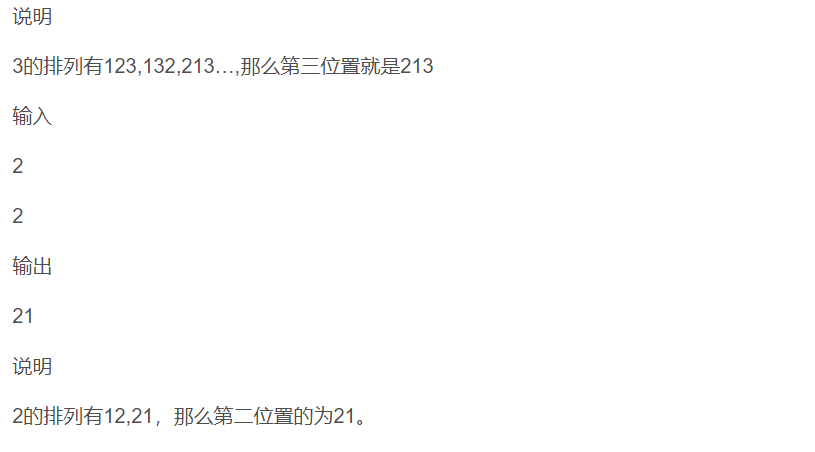 说明
3的排列有123,132,213…,那么第三位置就是213
输入
2
2
输出
21
说明
2的排列有12,21，那么第二位置的为21。